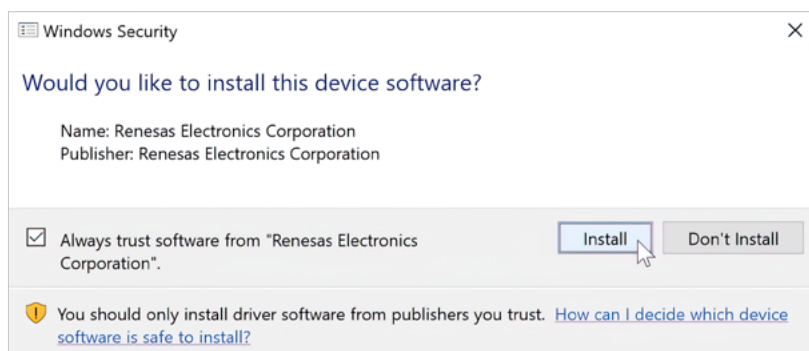 Windows Security
Would you like to install this device software?
Name: Renesas Electronics Corporation
Publisher: Renesas Electronics Corporation
Always trust software from "Renesas Electronics
Corporation".
Install
Don't Install
You should only install driver software from publishers you trust. How can I decide which device
software is safe to install?